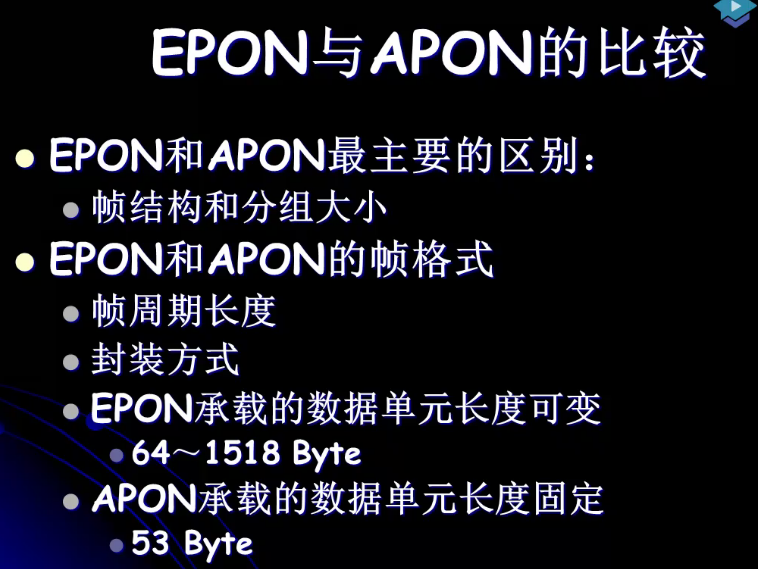 EPON与APON的比较
EPON和APON最主要的区别：
帧结构和分组大小
EPON和APON的帧格式
帧周期长度
封装方式
EPON承载的数据单元长度可变
64～1518 Byte
APON承载的数据单元长度固定
53 Byte